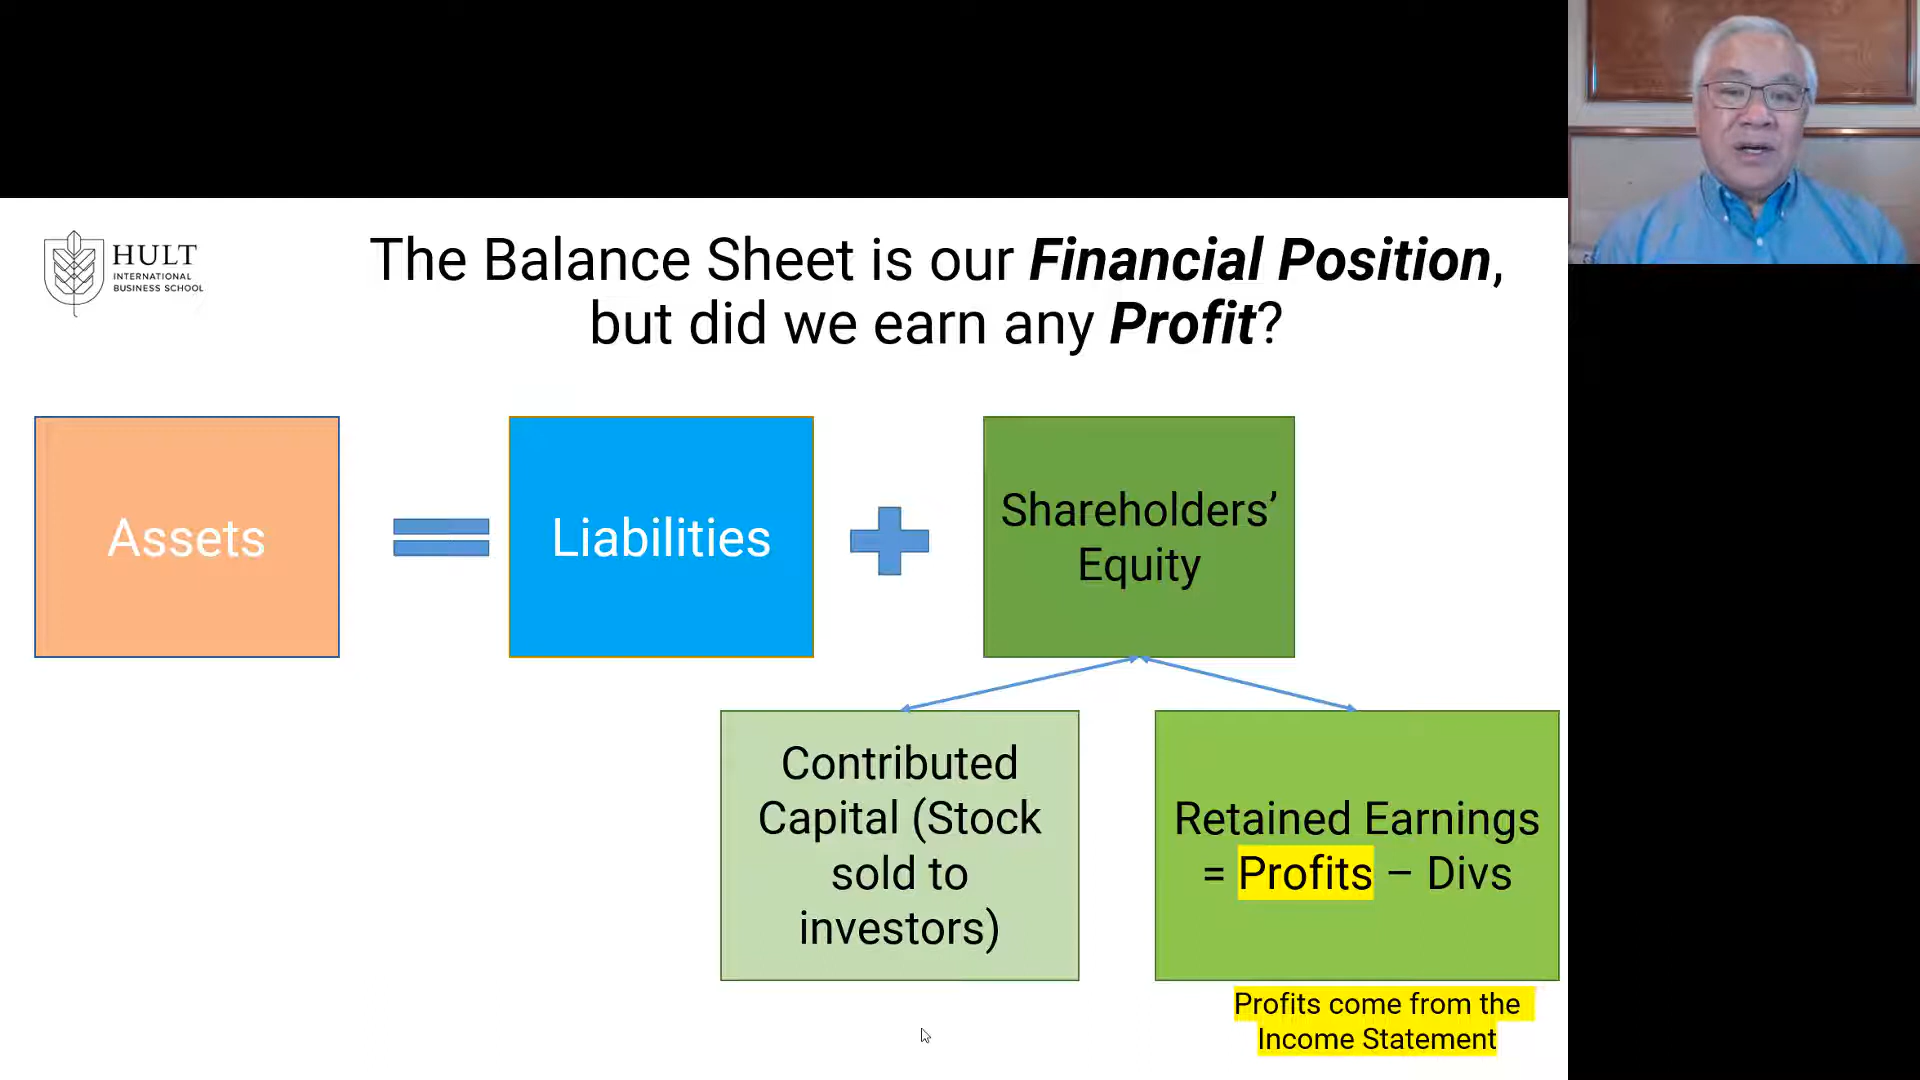 HULT
INTERNATIONAL
BUSINESS SCHOOL
The Balance Sheet is our Financial Position,
but did we earn any Profit?
Assets
Liabilities
Shareholders’
Equity
Contributed
Capital (Stock
sold to
investors)
Retained Earnings
= Profits – Divs
Profits come from the
Income Statement